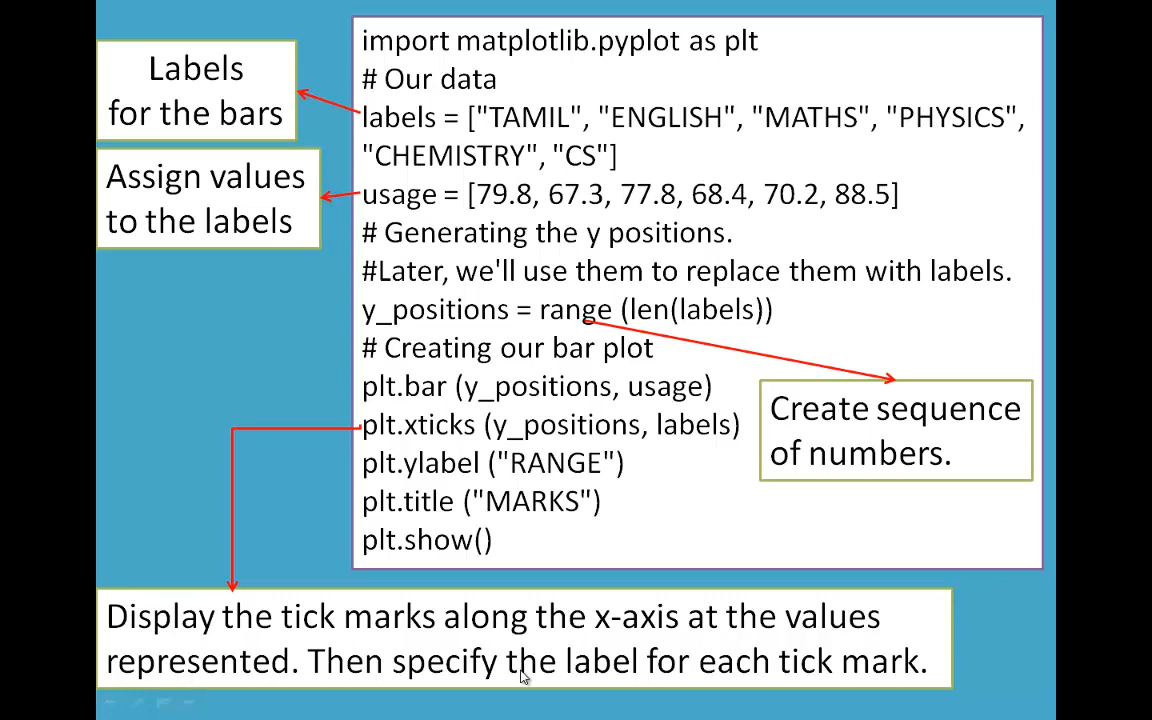 Labels
for the bars
Assign values
to the labels
import matplotlib.pyplot as plt
# Our data
labels = ["TAMIL", "ENGLISH", "MATHS", "PHYSICS",
"CHEMISTRY", "CS"]
usage = [79.8, 67.3, 77.8, 68.4, 70.2, 88.5]
# Generating the y positions.
#Later, we'll use them to replace them with labels.
y_positions = range (len(labels))
# Creating our bar plot
plt.bar (y_positions, usage)
plt.xticks (y_positions, labels)
plt.ylabel ("RANGE")
plt.title ("MARKS")
plt.show()
Create sequence
of numbers.
Display the tick marks along the x-axis at the values
represented. Then specify the label for each tick mark.